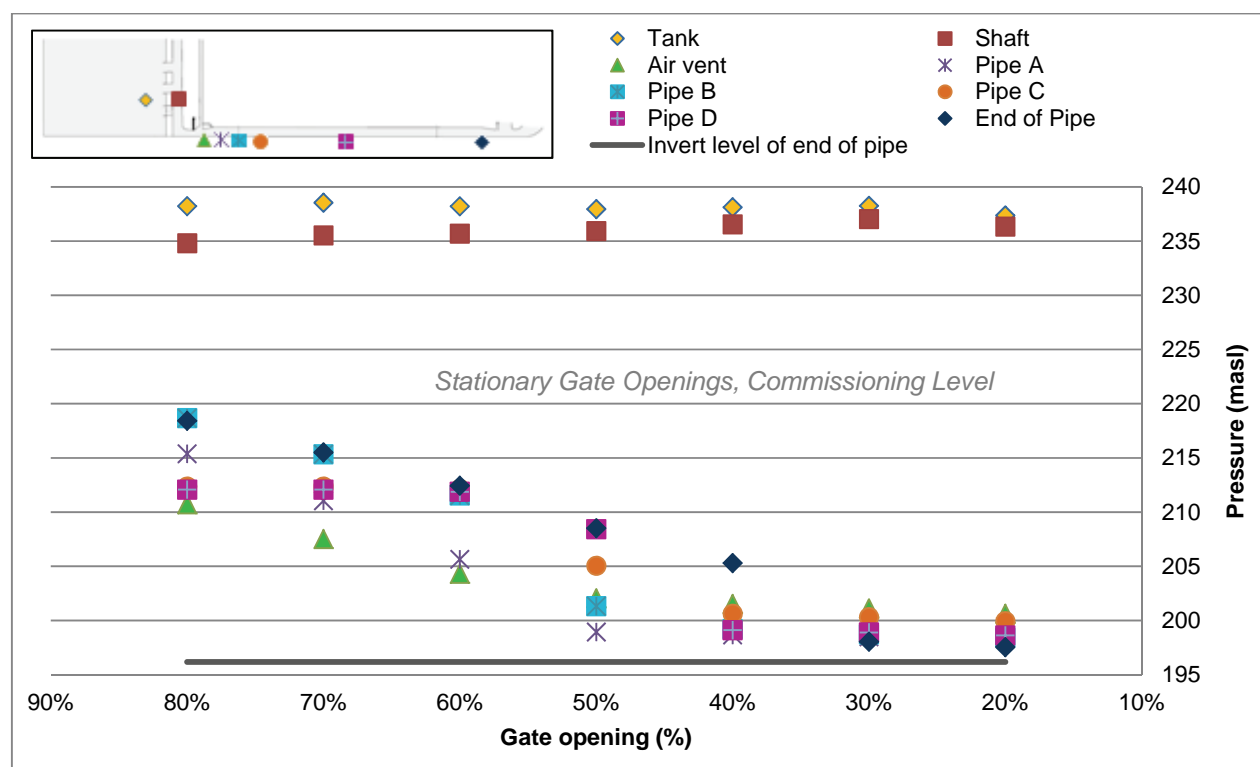 Tank
Shaft
Air vent
Pipe A
Pipe B
Pipe C
Pipe D
End of Pipe
Invert level of end of pipe
240
235
230
225
220
215
210
205
200
195
Pressure (masl)
Stationary Gate Openings, Commissioning Level
90% 80% 70% 60% 50% 40% 30% 20% 10%
Gate opening (%)